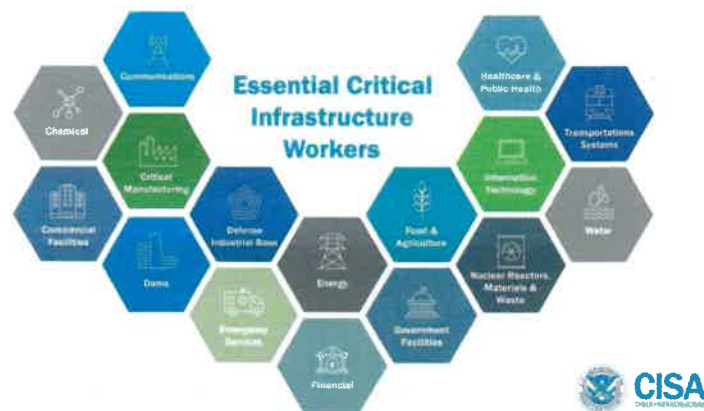 Essential Critical
Infrastructure
Workers
Communications
Chemical
Critical
Manufacturing
Commercial
Facilities
Dams
Defense
Industrial Base
Emergency
Services
Energy
Financial
Food &
Agriculture
Government
Facilities
Healthcare &
Public Health
Information
Technology
Nuclear Reactors,
Materials &
Waste
Transportations
Systems
Water
CISA